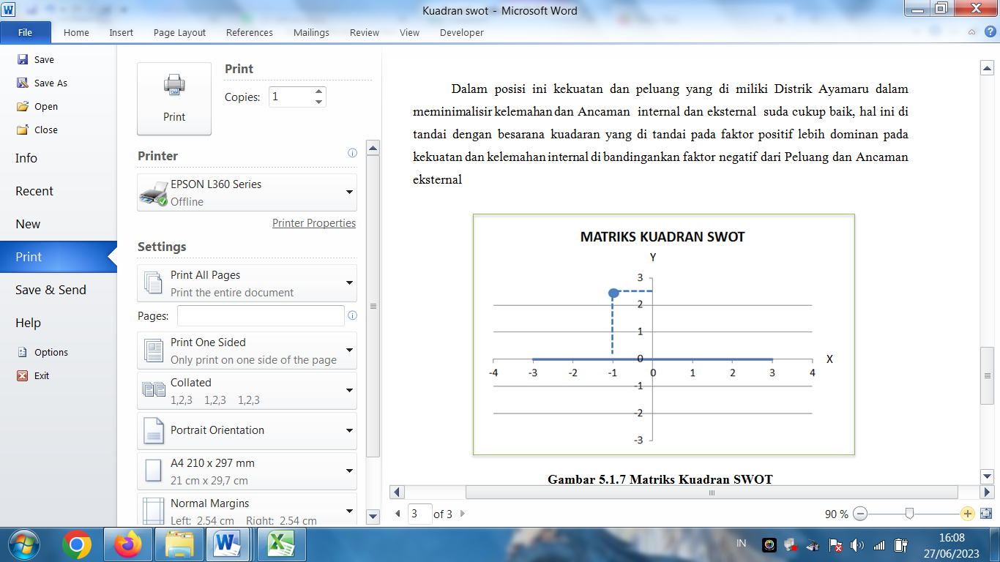 Kuadran swot - Microsoft Word
File Home Insert Page Layout References Mailings Review View Developer
Save
Save As
Open
Close
Info
Recent
New
Print
Save & Send
Help
Options
Exit
Print
Print
Copies: 1
Printer
EPSON L360 Series
Offline
Printer Properties
Settings
Print All Pages
Print the entire document
Pages:
Print One Sided
Only print on one side of the page
Collated
1,2,3 1,2,3 1,2,3
Portrait Orientation
A4 210 x 297 mm
21 cm x 29,7 cm
Normal Margins
Left: 2.54 cm Right: 2.54 cm
Dalam posisi ini kekuatan dan peluang yang di miliki Distrik Ayamaru dalam
meminimalisir kelemahan dan Ancaman internal dan eksternal suda cukup baik, hal ini di
tandai dengan besarana kuadaran yang di tandai pada faktor positif lebih dominan pada
kekuatan dan kelemahan internal di bandingankan faktor negatif dari Peluang dan Ancaman
eksternal
MATRIKS KUADRAN SWOT
Y
3
2
1
0
X
-4 -3 -2 -1 0 1 2 3 4
-1
-2
-3
Gambar 5.1.7 Matriks Kuadran SWOT
3 of 3
90 %
IN
16:08
27/06/2023